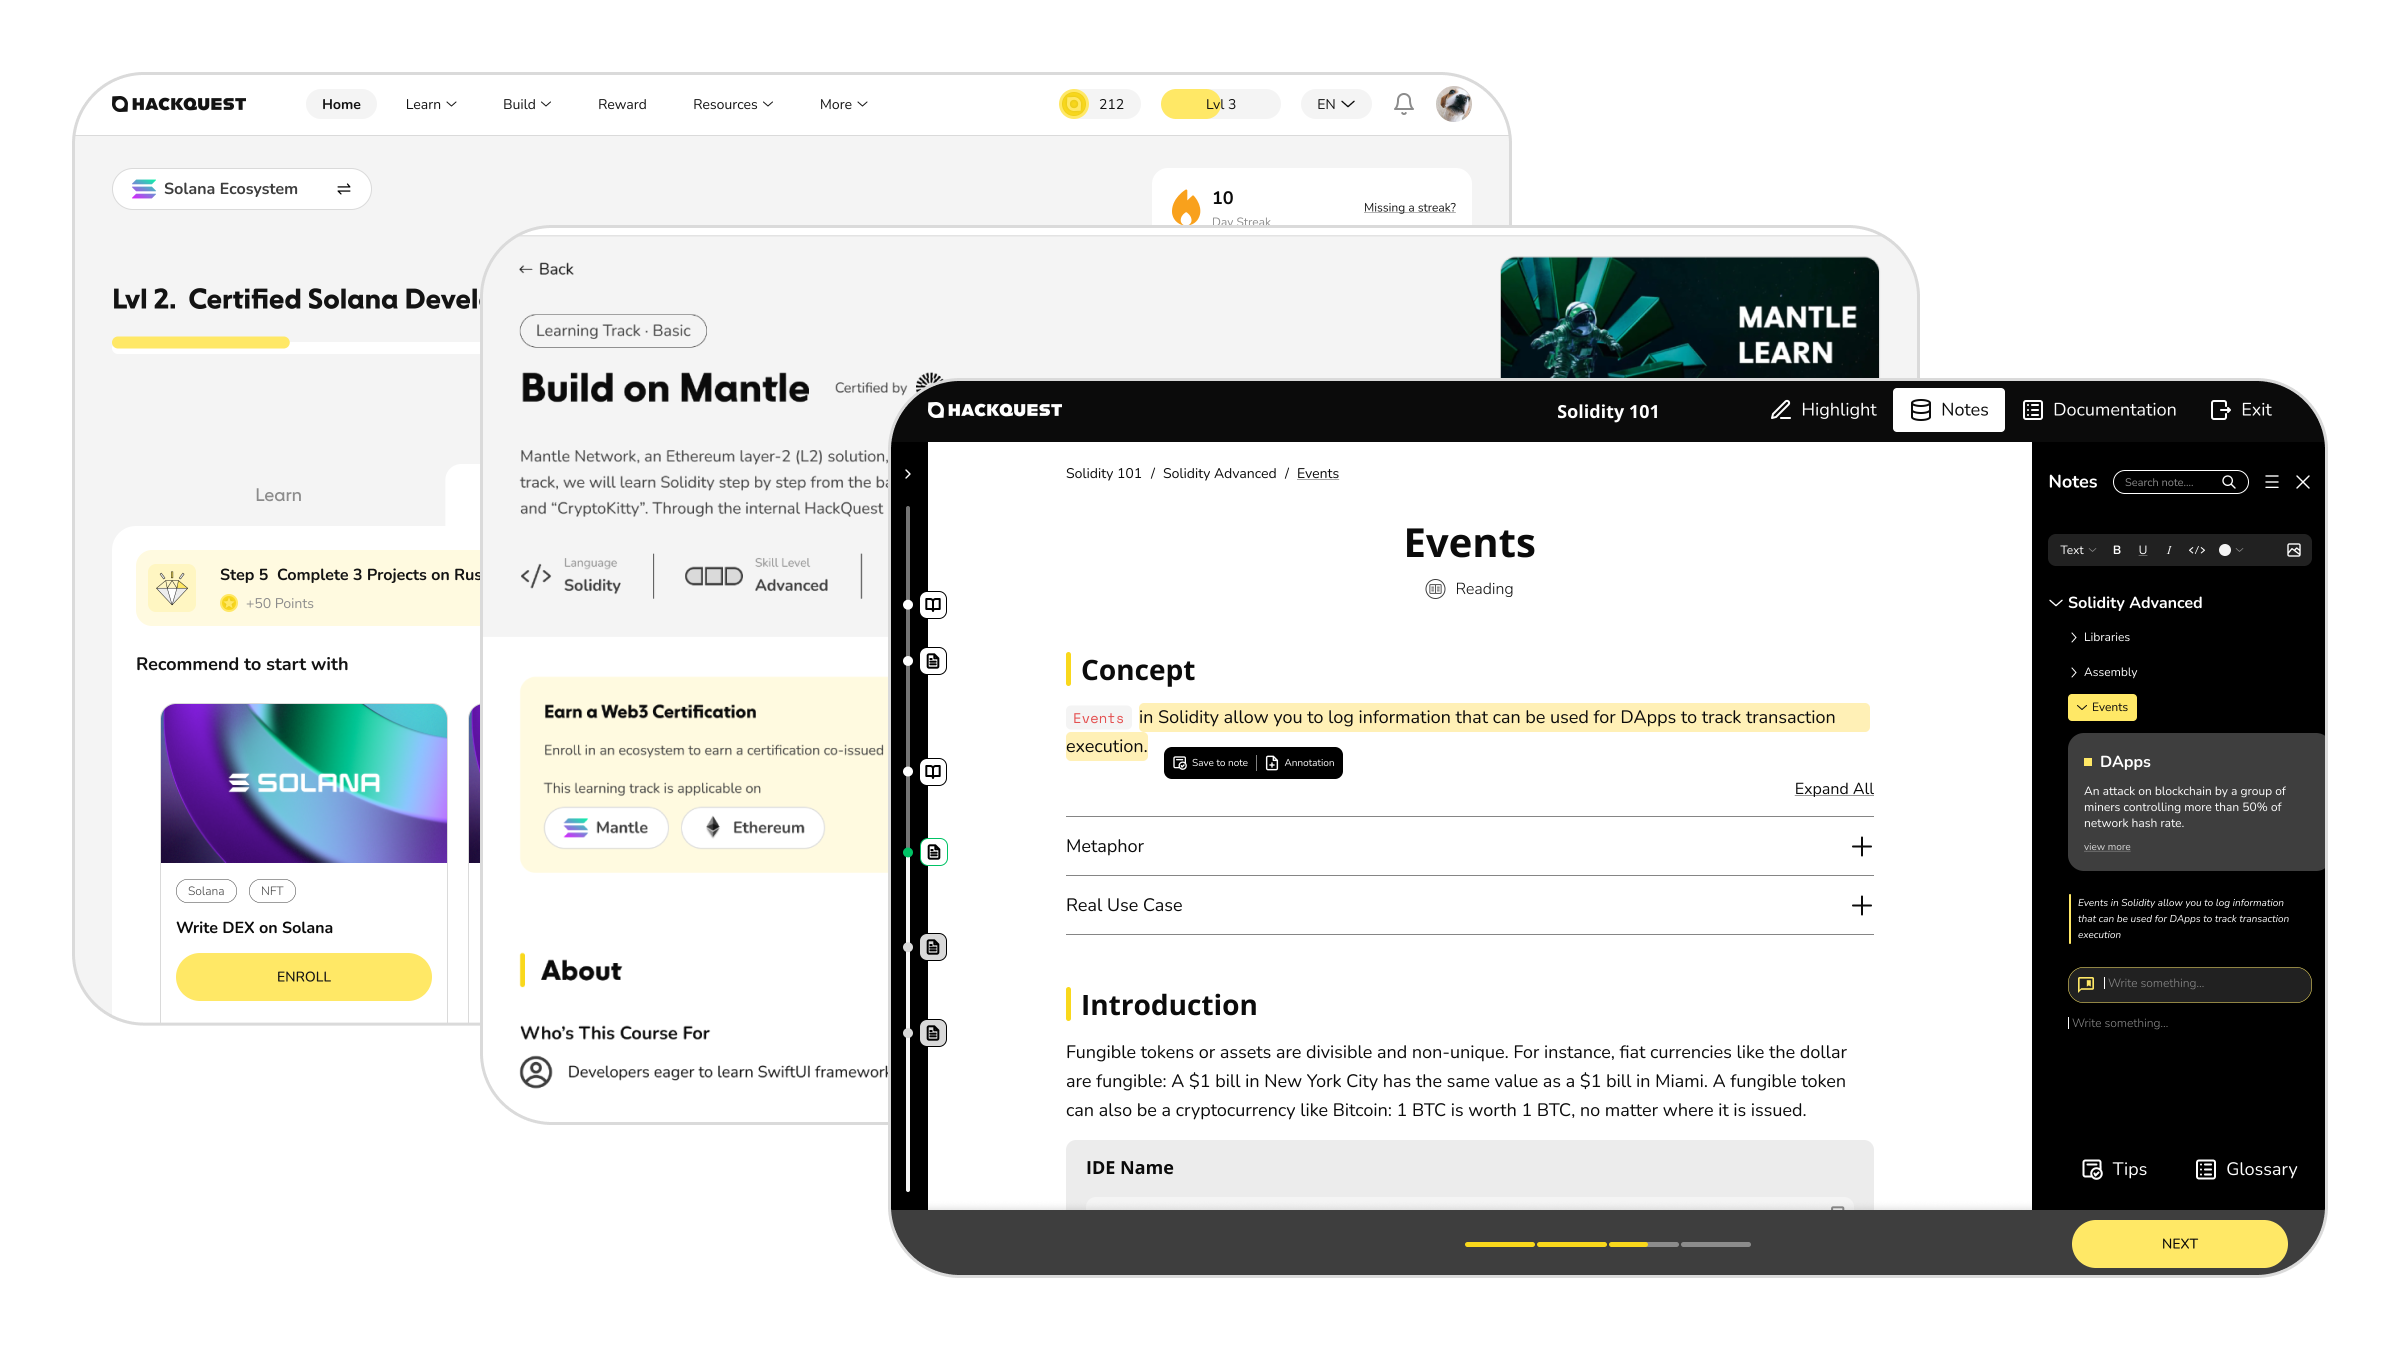 HACKQUEST
Home
Learn
Build
Reward
Resources
More
212
Lvl 3
EN
Solana Ecosystem
10
Day Streak
Missing a streak?
Lvl 2. Certified Solana Devel
Learn
Step 5 Complete 3 Projects on Rus
+50 Points
Recommend to start with
SOLANA
Solana
NFT
Write DEX on Solana
ENROLL
← Back
Learning Track · Basic
Build on Mantle
Certified by
MANTLE
LEARN
Mantle Network, an Ethereum layer-2 (L2) solution,
track, we will learn Solidity step by step from the ba
and “CryptoKitty”. Through the internal HackQuest
</>
Language
Solidity
Skill Level
Advanced
Earn a Web3 Certification
Enroll in an ecosystem to earn a certification co-issued
This learning track is applicable on
Mantle
Ethereum
About
Who’s This Course For
Developers eager to learn SwiftUI framework
HACKQUEST
Solidity 101
Highlight
Notes
Documentation
Exit
Solidity 101 / Solidity Advanced / Events
Events
Reading
Concept
Events in Solidity allow you to log information that can be used for DApps to track transaction
execution.
Save to note
Annotation
Expand All
Metaphor
Real Use Case
Introduction
Fungible tokens or assets are divisible and non-unique. For instance, fiat currencies like the dollar
are fungible: A $1 bill in New York City has the same value as a $1 bill in Miami. A fungible token
can also be a cryptocurrency like Bitcoin: 1 BTC is worth 1 BTC, no matter where it is issued.
IDE Name
Notes
Search note....
Text B U I </>
Solidity Advanced
Libraries
Assembly
Events
DApps
An attack on blockchain by a group of
miners controlling more than 50% of
network hash rate.
view more
Events in Solidity allow you to log information
that can be used for DApps to track transaction
execution
Write something...
Write something...
Tips
Glossary
NEXT